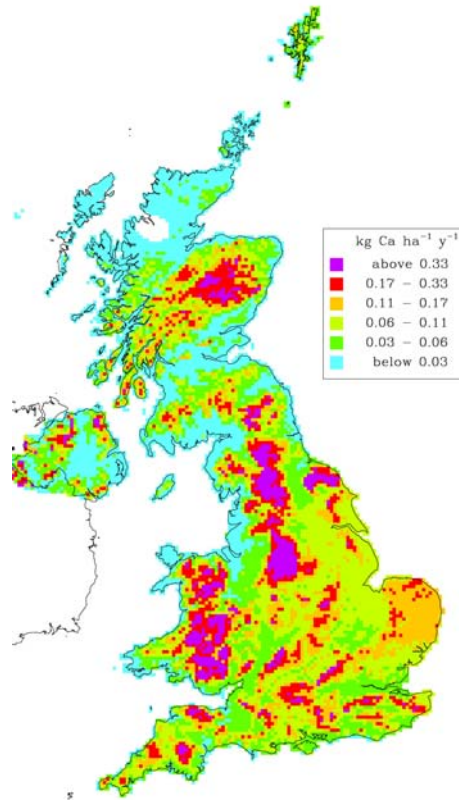 kg Ca ha⁻¹ y⁻¹
above 0.33
0.17 – 0.33
0.11 – 0.17
0.06 – 0.11
0.03 – 0.06
below 0.03